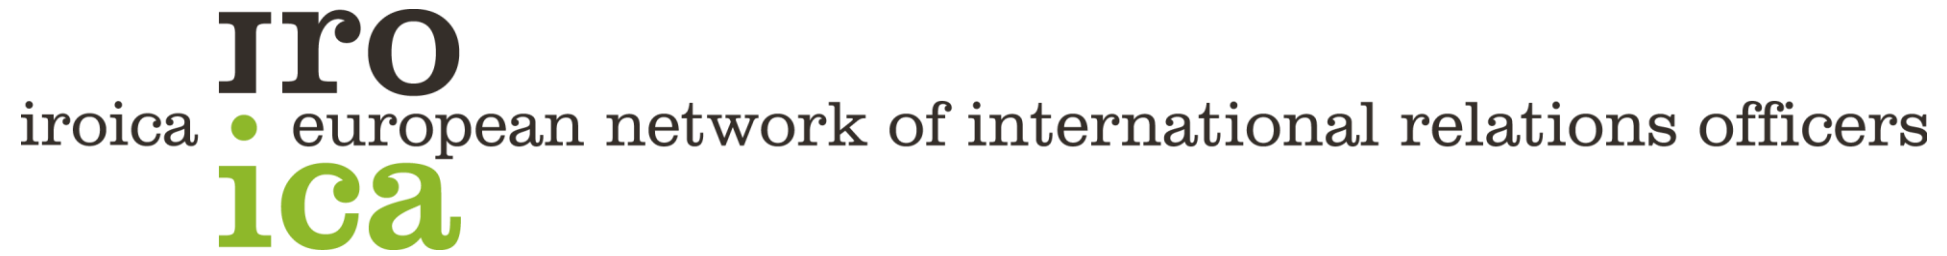 iro
iroica • european network of international relations officers
ica